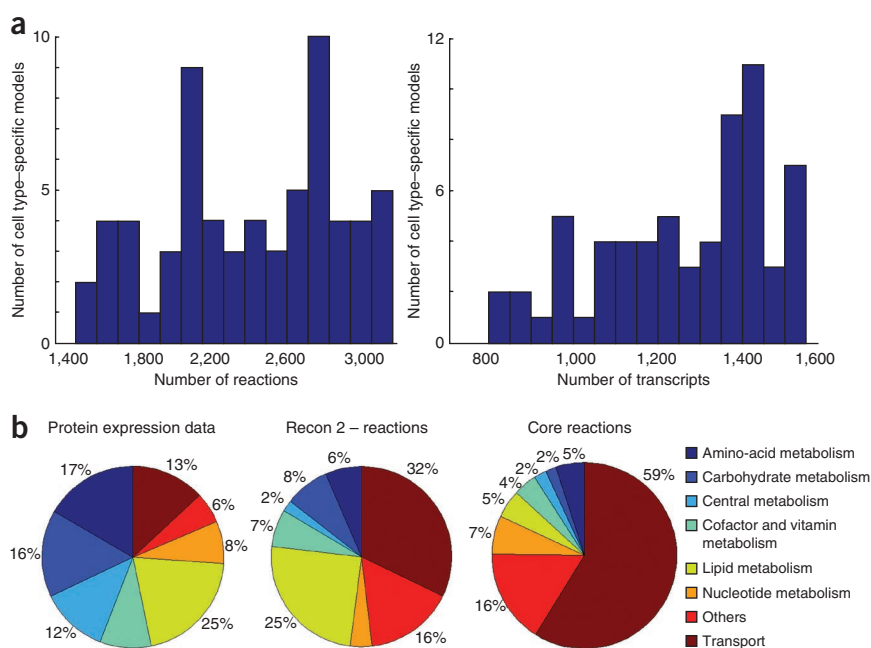 a
10
5
0
1,400
1,800
2,200
2,600
3,000
Number of reactions
Number of cell type–specific models
12
6
0
800
1,000
1,200
1,400
1,600
Number of transcripts
Number of cell type–specific models
b
Protein expression data
17%
13%
6%
8%
25%
12%
16%
Recon 2 – reactions
6%
32%
16%
25%
7%
2%
8%
Core reactions
5%
59%
16%
7%
5%
4%
2%
2%
Amino-acid metabolism
Carbohydrate metabolism
Central metabolism
Cofactor and vitamin
metabolism
Lipid metabolism
Nucleotide metabolism
Others
Transport